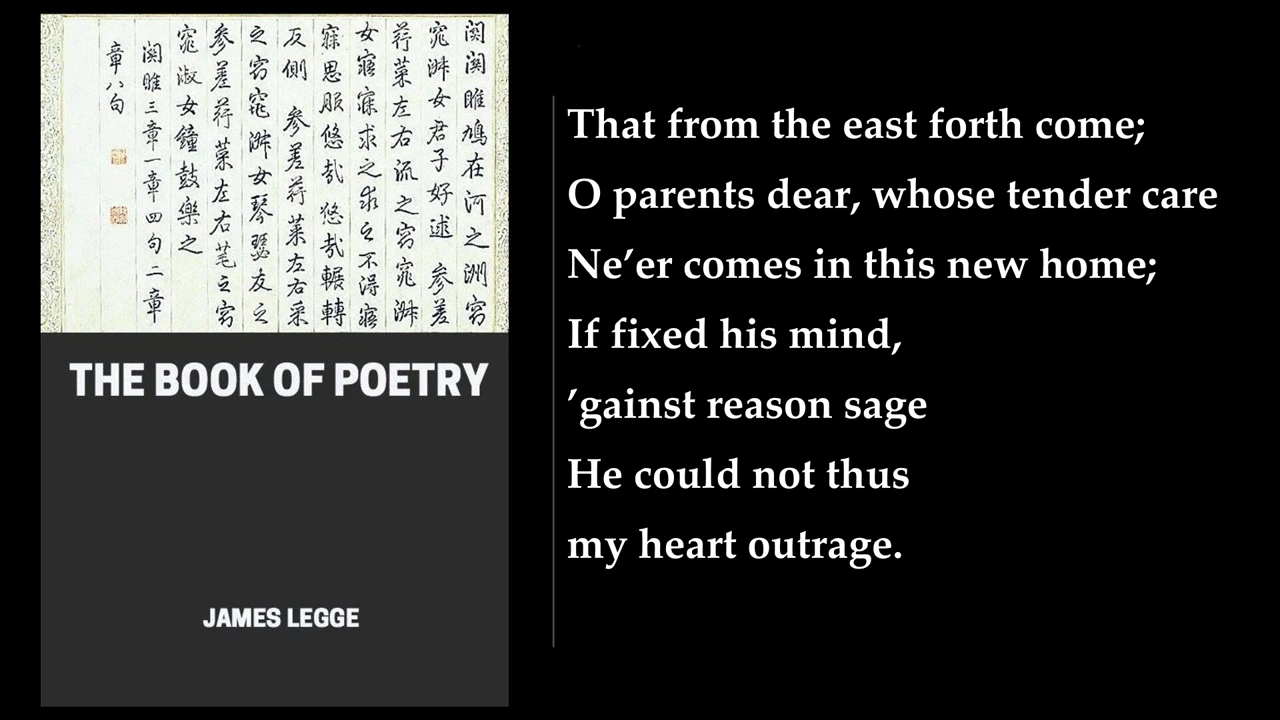 關關雎鳩在河之洲窈
窕淑女君子好逑 參差
荇菜左右流之窈窕淑
女寤寐求之求之不得寤
寐思服悠哉悠哉輾轉
反側 參差荇菜左右采
之窈窕淑女琴瑟友之
參差荇菜左右芼之窈
窕淑女鐘鼓樂之
關雎三章一章四句二章
章八句
THE BOOK OF POETRY
JAMES LEGGE
That from the east forth come;
O parents dear, whose tender care
Ne’er comes in this new home;
If fixed his mind,
’gainst reason sage
He could not thus
my heart outrage.